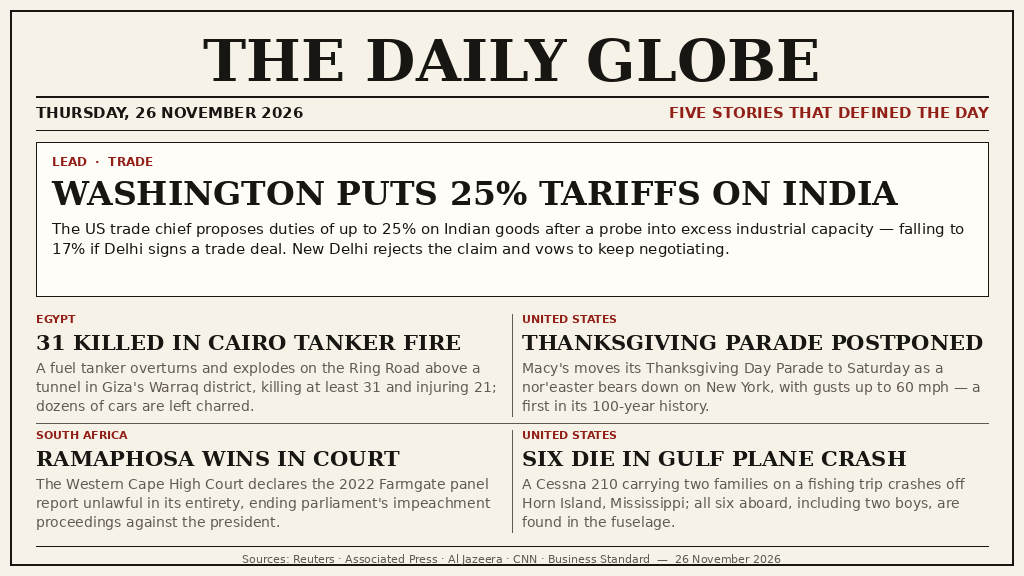 THE DAILY GLOBE
THURSDAY, 26 NOVEMBER 2026
FIVE STORIES THAT DEFINED THE DAY
LEAD · TRADE
WASHINGTON PUTS 25% TARIFFS ON INDIA
The US trade chief proposes duties of up to 25% on Indian goods after a probe into excess industrial capacity — falling to
17% if Delhi signs a trade deal. New Delhi rejects the claim and vows to keep negotiating.
EGYPT
31 KILLED IN CAIRO TANKER FIRE
A fuel tanker overturns and explodes on the Ring Road above a
tunnel in Giza's Warraq district, killing at least 31 and injuring 21;
dozens of cars are left charred.
UNITED STATES
THANKSGIVING PARADE POSTPONED
Macy's moves its Thanksgiving Day Parade to Saturday as a
nor'easter bears down on New York, with gusts up to 60 mph — a
first in its 100-year history.
SOUTH AFRICA
RAMAPHOSA WINS IN COURT
The Western Cape High Court declares the 2022 Farmgate panel
report unlawful in its entirety, ending parliament's impeachment
proceedings against the president.
UNITED STATES
SIX DIE IN GULF PLANE CRASH
A Cessna 210 carrying two families on a fishing trip crashes off
Horn Island, Mississippi; all six aboard, including two boys, are
found in the fuselage.
Sources: Reuters · Associated Press · Al Jazeera · CNN · Business Standard — 26 November 2026